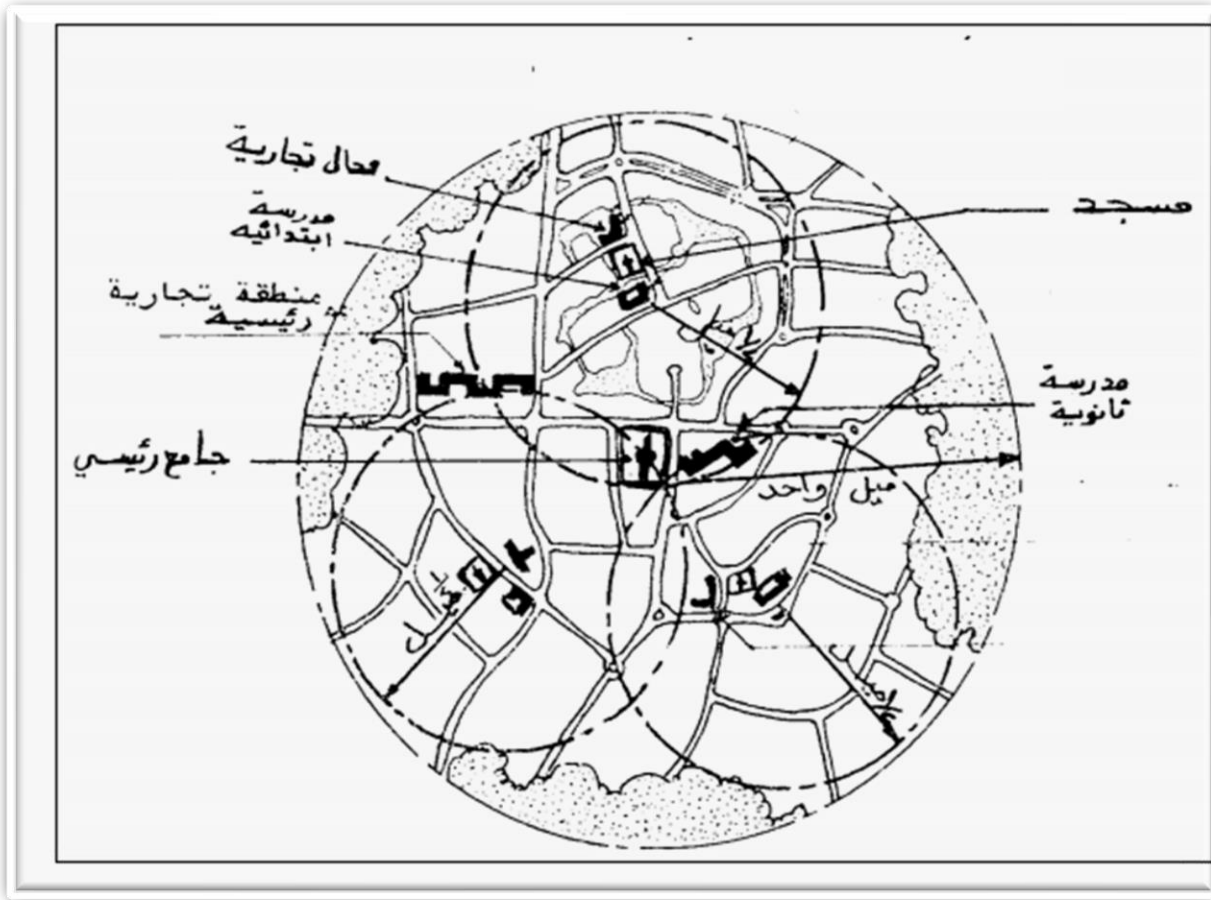 محال تجارية
مدرسة
ابتدائيه
منطقة تجارية
رئيسية
جامع رئيسي
مسجد
مدرسة
ثانوية
ميل واحد